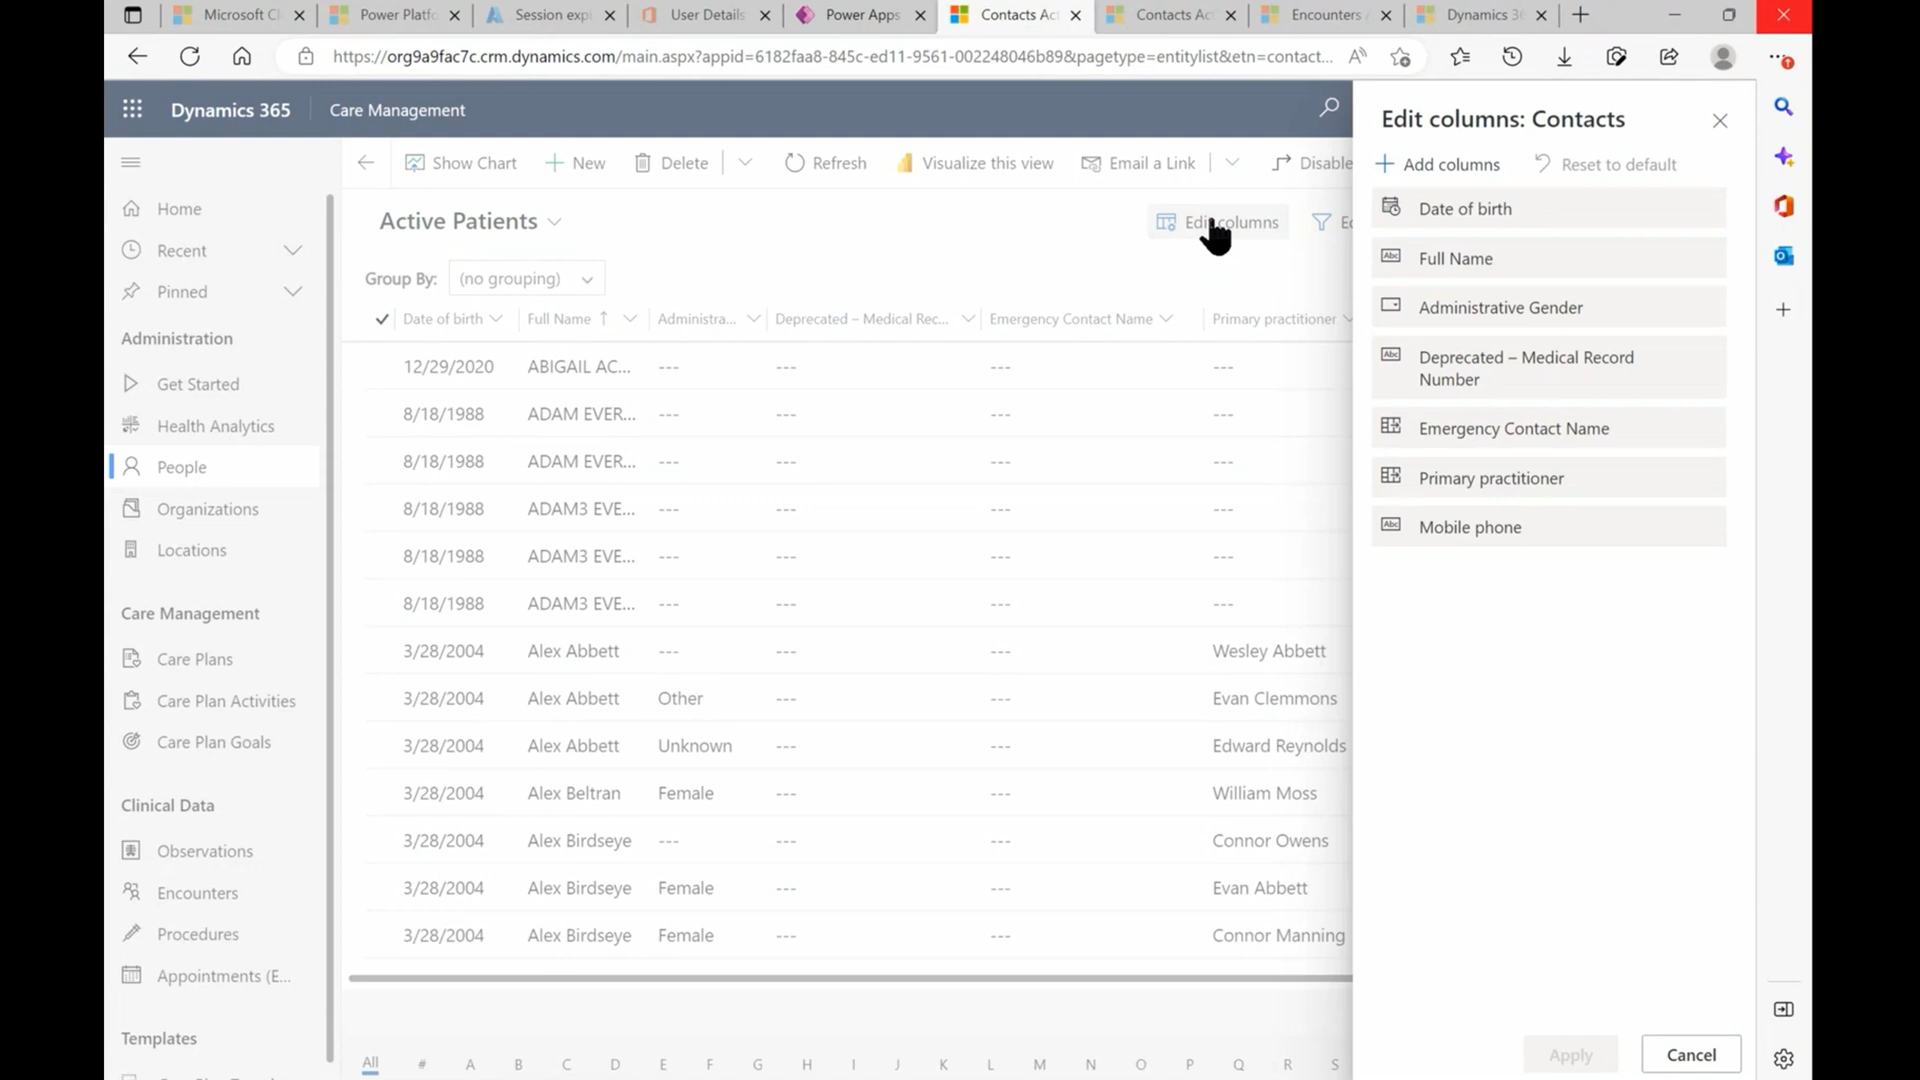 Microsoft Cl
Power Platfo
Session expi
User Details
Power Apps
Contacts Act
Contacts Act
Encounters A
Dynamics 36
https://org9a9fac7c.crm.dynamics.com/main.aspx?appid=6182faa8-845c-ed11-9561-002248046b89&pagetype=entitylist&etn=contact...
Dynamics 365
Care Management
Show Chart
New
Delete
Refresh
Visualize this view
Email a Link
Disable
Home
Recent
Pinned
Administration
Get Started
Health Analytics
People
Organizations
Locations
Care Management
Care Plans
Care Plan Activities
Care Plan Goals
Clinical Data
Observations
Encounters
Procedures
Appointments (E...
Templates
Active Patients
Edit columns
Group By: (no grouping)
Date of birth Full Name Administra... Deprecated – Medical Rec... Emergency Contact Name Primary practitioner
12/29/2020 ABIGAIL AC... --- --- --- ---
8/18/1988 ADAM EVER... --- --- --- ---
8/18/1988 ADAM EVER... --- --- --- ---
8/18/1988 ADAM3 EVE... --- --- --- ---
8/18/1988 ADAM3 EVE... --- --- --- ---
8/18/1988 ADAM3 EVE... --- --- --- ---
3/28/2004 Alex Abbett --- --- --- Wesley Abbett
3/28/2004 Alex Abbett Other --- --- Evan Clemmons
3/28/2004 Alex Abbett Unknown --- --- Edward Reynolds
3/28/2004 Alex Beltran Female --- --- William Moss
3/28/2004 Alex Birdseye --- --- --- Connor Owens
3/28/2004 Alex Birdseye Female --- --- Evan Abbett
3/28/2004 Alex Birdseye Female --- --- Connor Manning
All # A B C D E F G H I J K L M N O P Q R S
Edit columns: Contacts
Add columns
Reset to default
Date of birth
Abc Full Name
Administrative Gender
Abc Deprecated – Medical Record
Number
Emergency Contact Name
Primary practitioner
Abc Mobile phone
Apply
Cancel